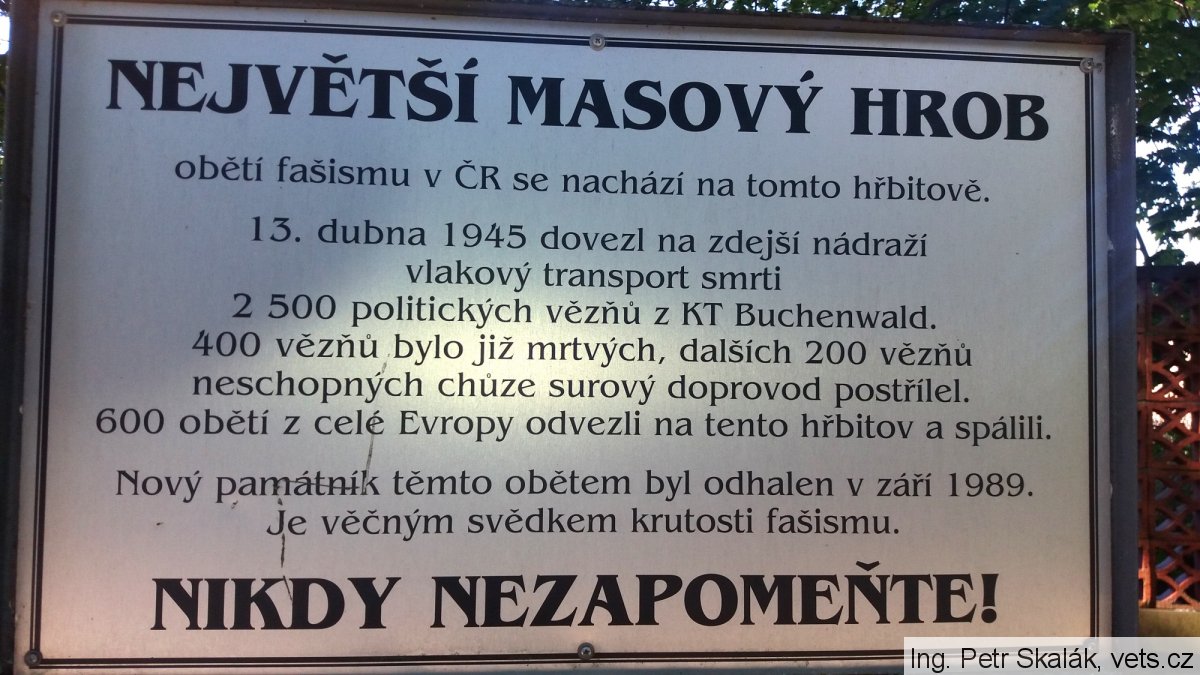 NEJVĚTŠÍ MASOVÝ HROB
obětí fašismu v ČR se nachází na tomto hřbitově.
13. dubna 1945 dovezl na zdejší nádraží
vlakový transport smrti
2 500 politických vězňů z KT Buchenwald.
400 vězňů bylo již mrtvých, dalších 200 vězňů
neschopných chůze surový doprovod postřílel.
600 obětí z celé Evropy odvezli na tento hřbitov a spálili.
Nový památník těmto obětem byl odhalen v září 1989.
Je věčným svědkem krutosti fašismu.
NIKDY NEZAPOMEŇTE!
Ing. Petr Skalák, vets.cz